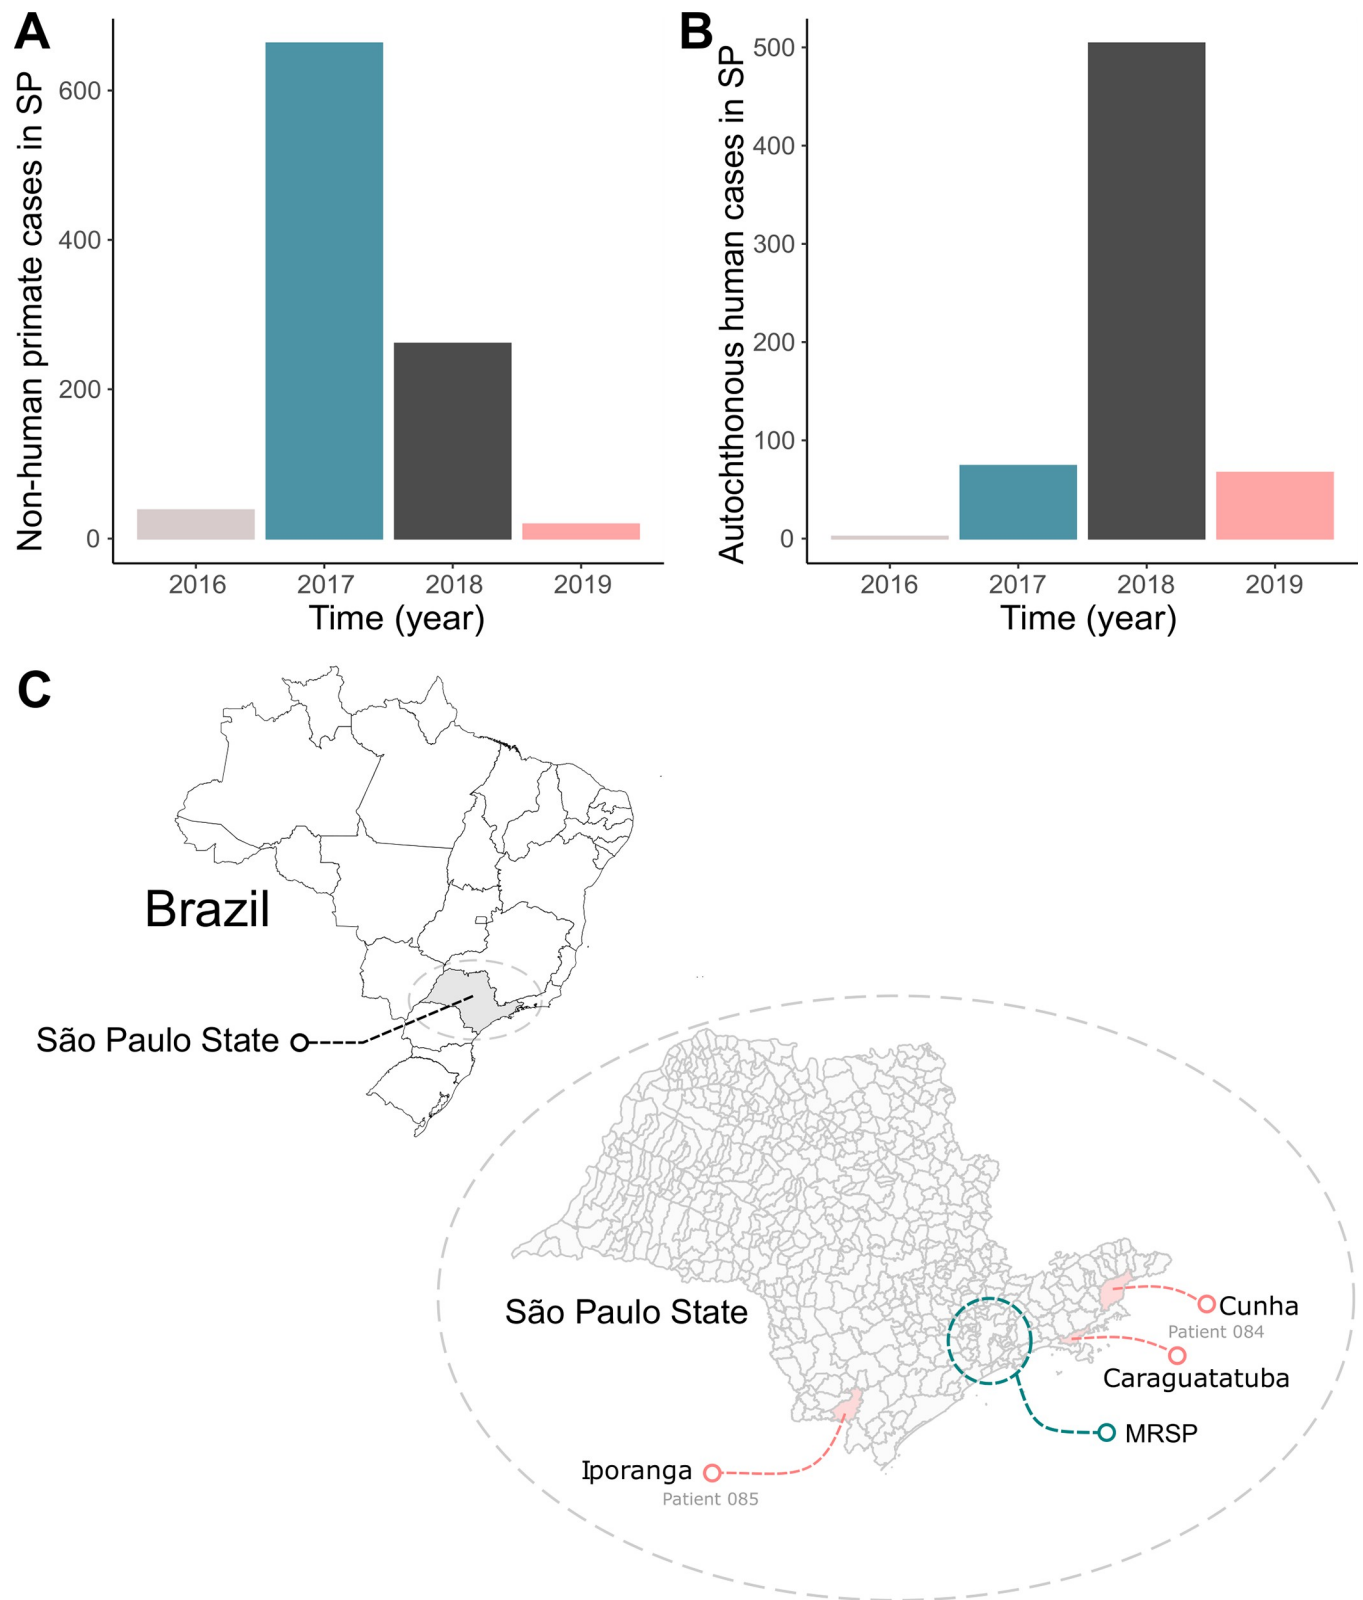 A
Non-human primate cases in SP
600
400
200
0
2016 2017 2018 2019
Time (year)
B
Autochthonous human cases in SP
500
400
300
200
100
0
2016 2017 2018 2019
Time (year)
C
Brazil
São Paulo State
São Paulo State
Cunha
Patient 084
Caraguatatuba
MRSP
Iporanga
Patient 085